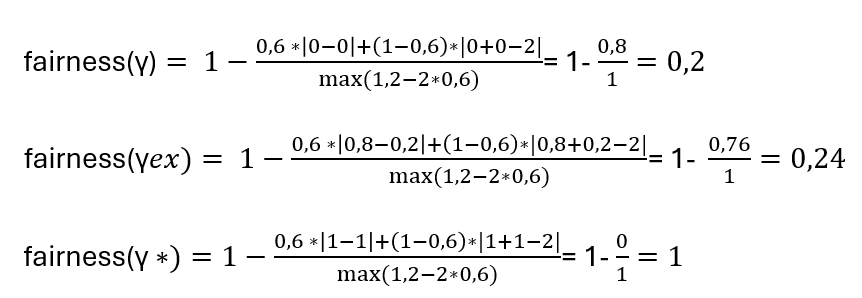 fairness(γ) = 1 − (0,6 *|0−0|+(1−0,6)*|0+0−2|)/(max(1,2−2*0,6)) = 1- 0,8/1 = 0,2
fairness(γex) = 1 − (0,6 *|0,8−0,2|+(1−0,6)*|0,8+0,2−2|)/(max(1,2−2*0,6)) = 1- 0,76/1 = 0,24
fairness(γ *) = 1 − (0,6 *|1−1|+(1−0,6)*|1+1−2|)/(max(1,2−2*0,6)) = 1- 0/1 = 1